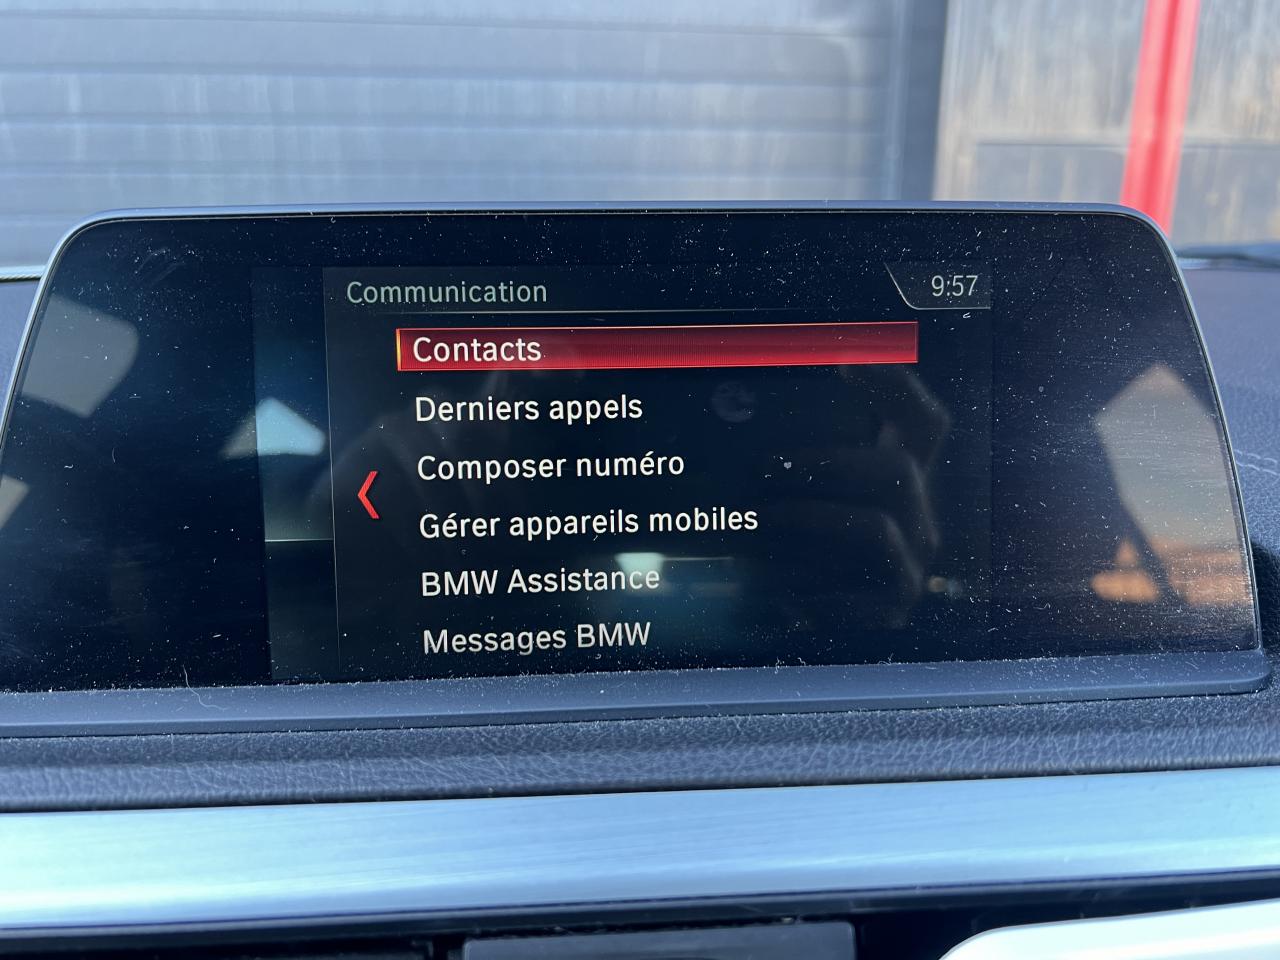 Communication
9:57
Contacts
Derniers appels
Composer numéro
Gérer appareils mobiles
BMW Assistance
Messages BMW